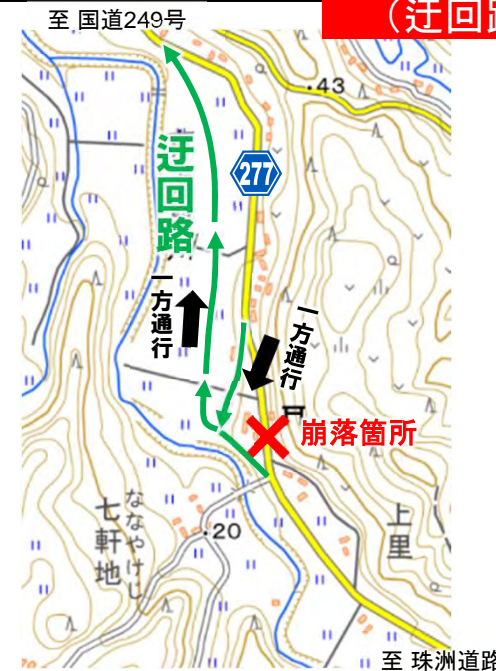 至 国道249号
（迂回路
・43
277
迂回路
一方通行
一方通行
崩落箇所
ななやけじ
七軒地
・20
上里
至 珠洲道路